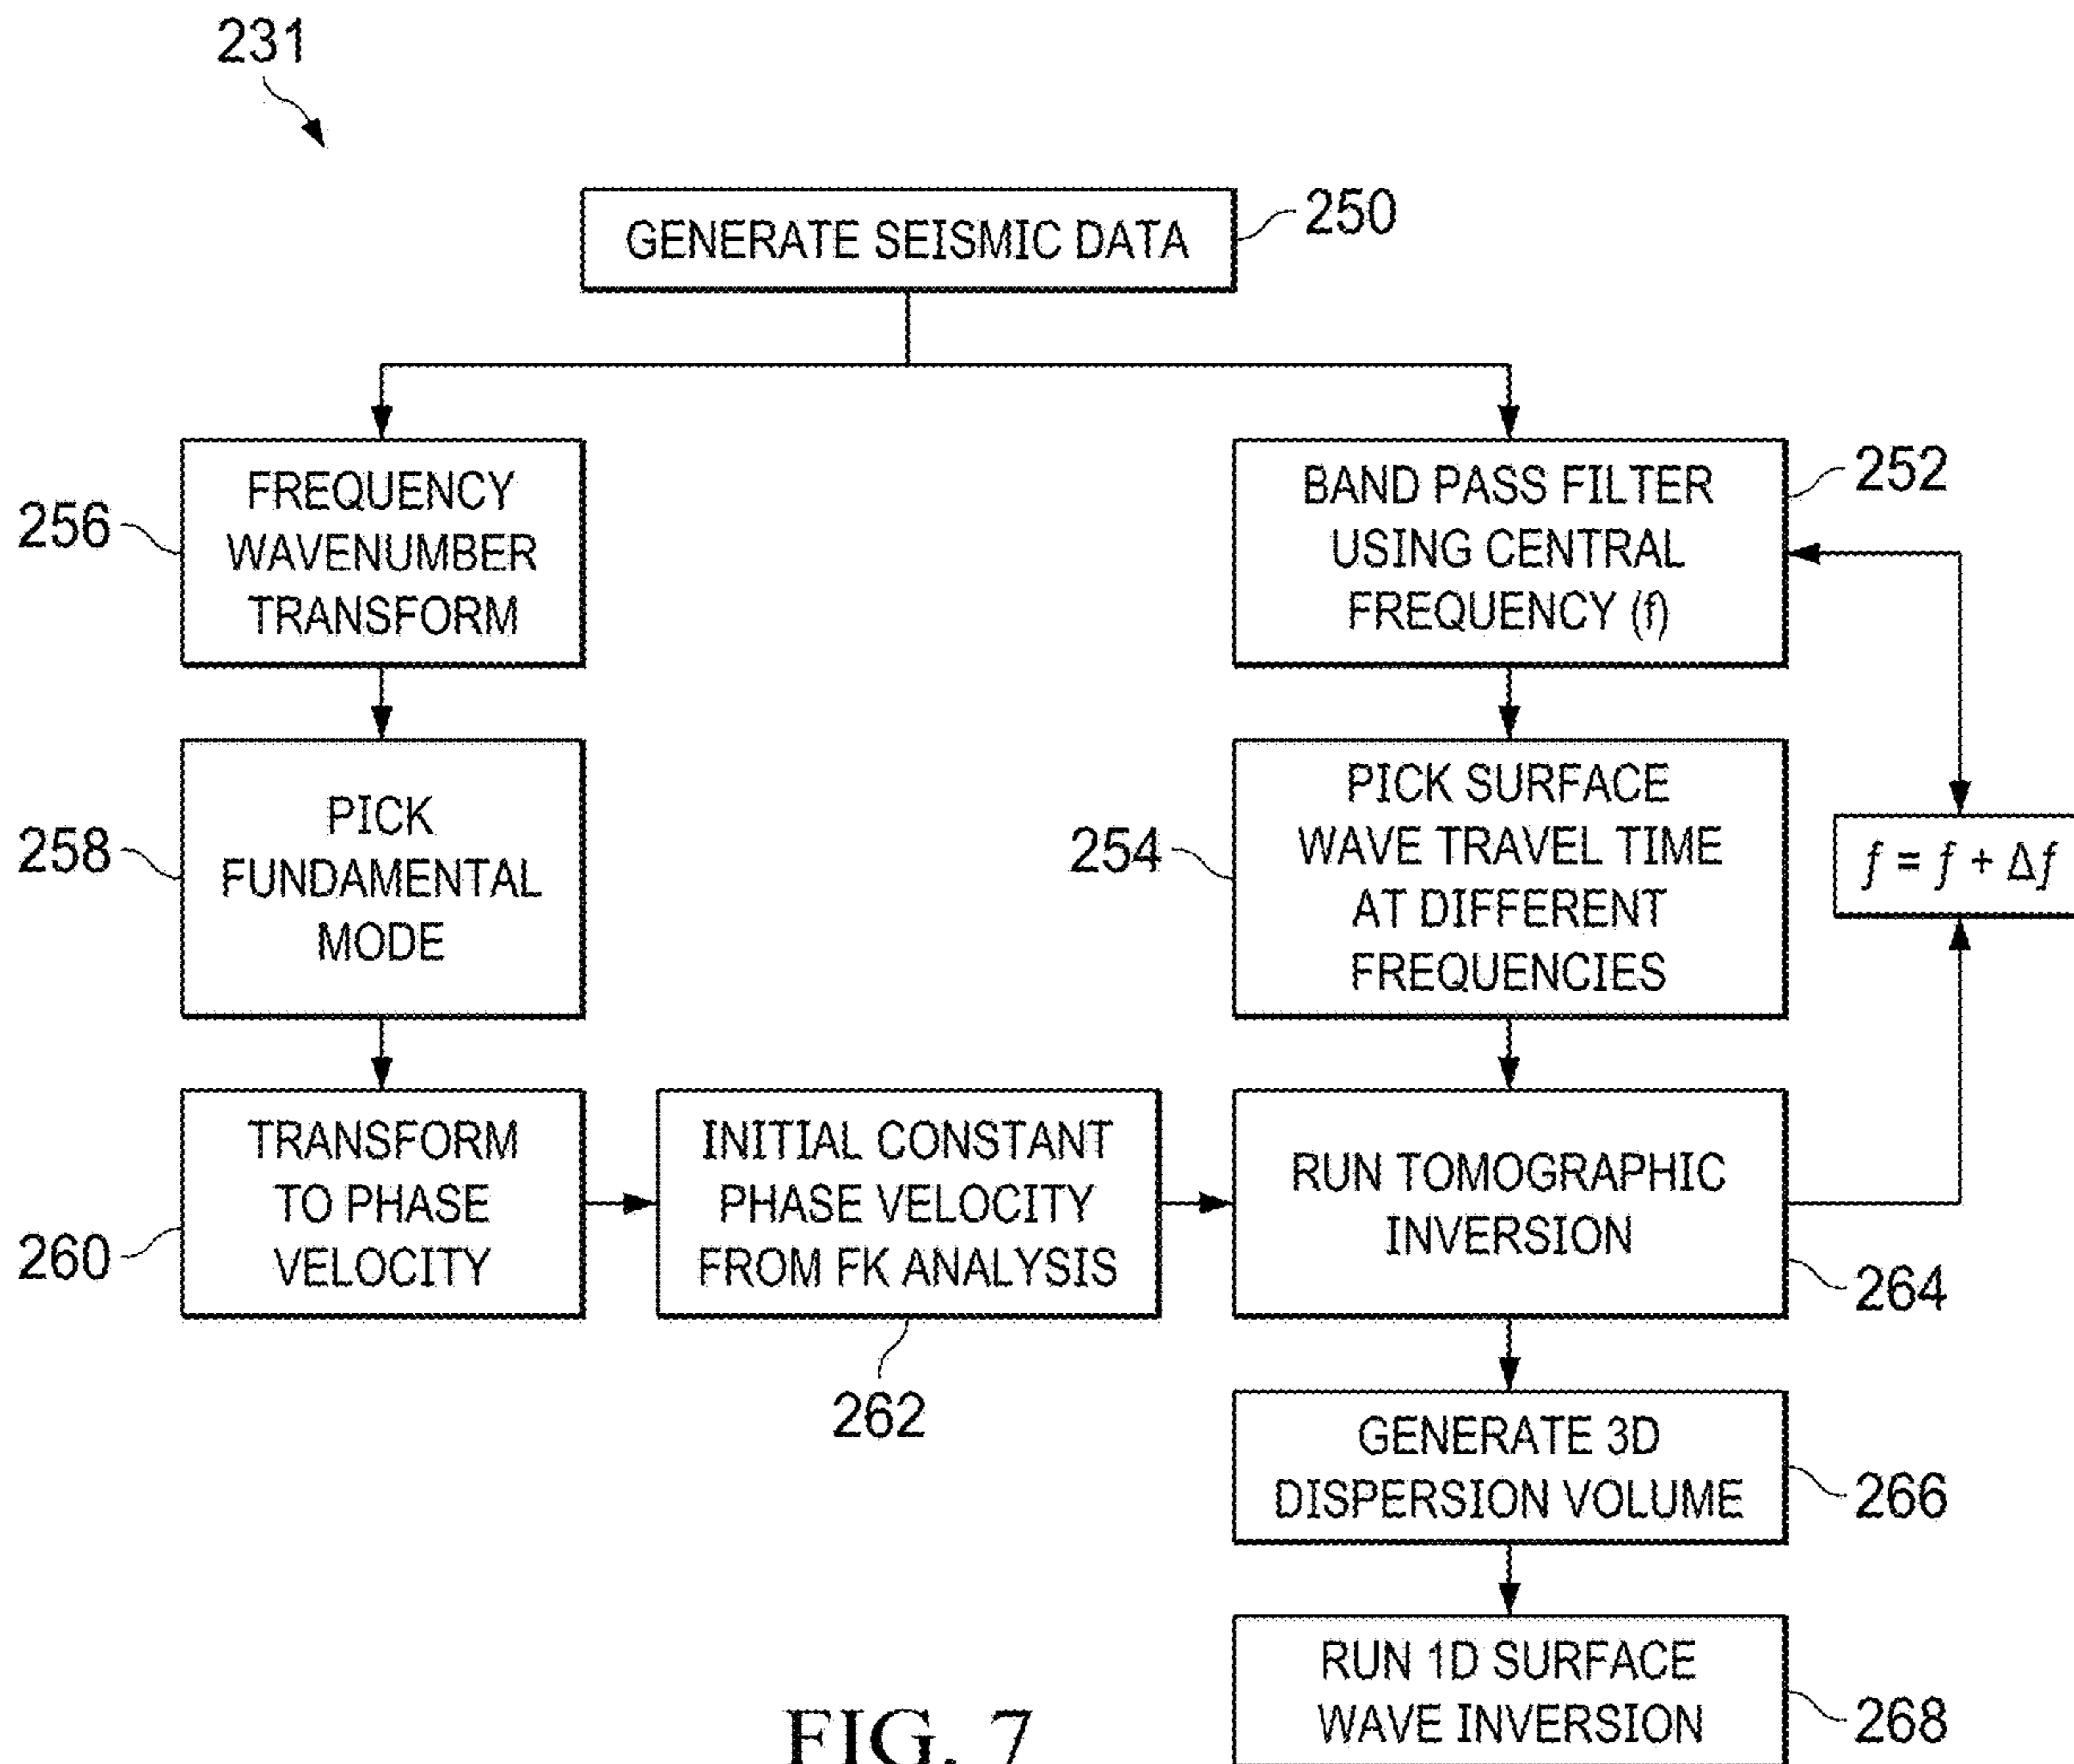 231
GENERATE SEISMIC DATA
250
FREQUENCY
WAVENUMBER
TRANSFORM
256
BAND PASS FILTER
USING CENTRAL
FREQUENCY (f)
252
PICK
FUNDAMENTAL
MODE
258
PICK SURFACE
WAVE TRAVEL TIME
AT DIFFERENT
FREQUENCIES
254
f = f + Δf
TRANSFORM
TO PHASE
VELOCITY
260
INITIAL CONSTANT
PHASE VELOCITY
FROM FK ANALYSIS
262
RUN TOMOGRAPHIC
INVERSION
264
GENERATE 3D
DISPERSION VOLUME
266
RUN 1D SURFACE
WAVE INVERSION
268
FIG. 7